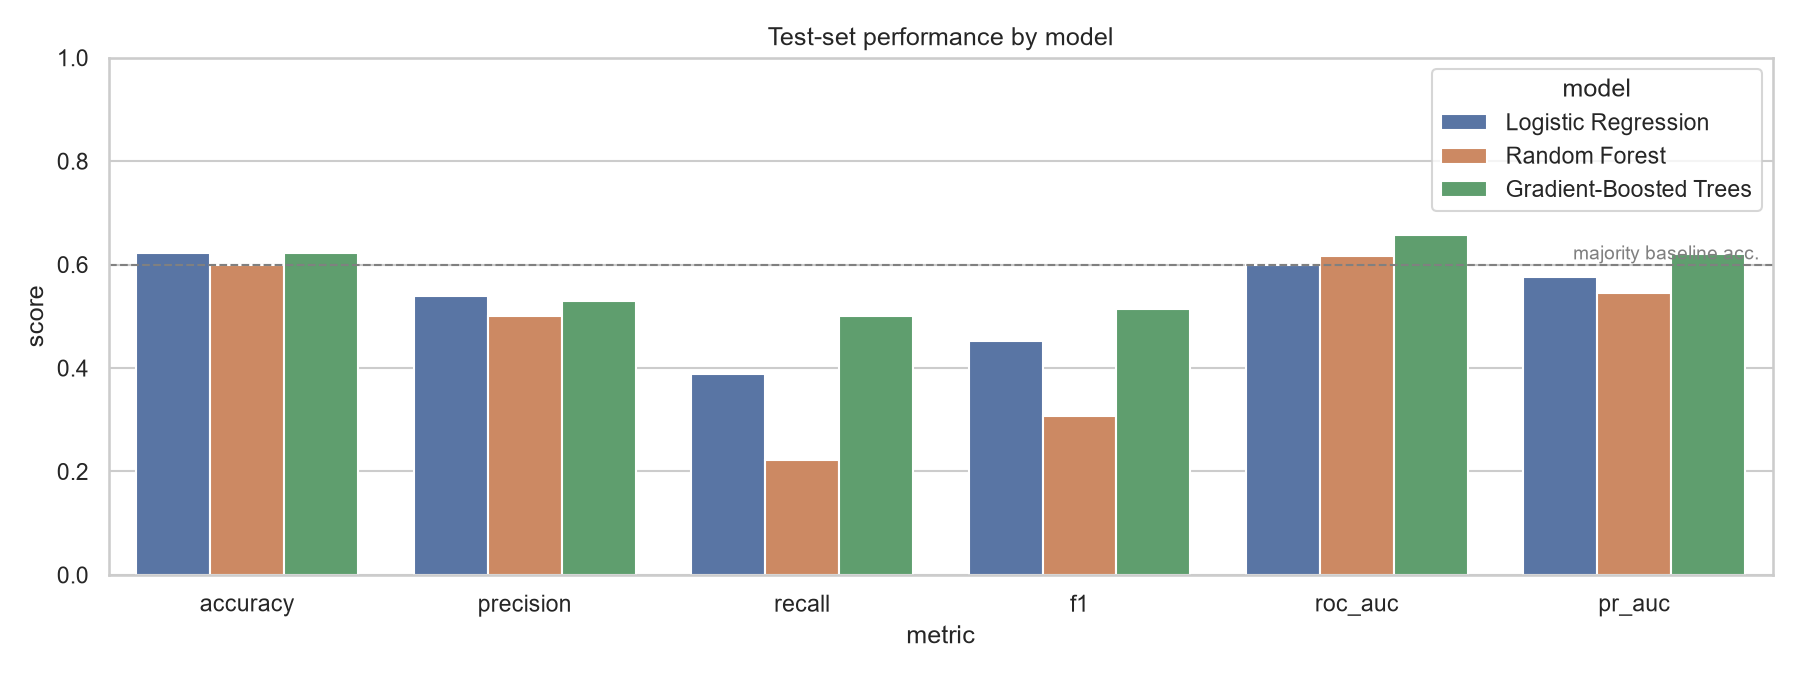 Test-set performance by model
1.0
0.8
0.6
0.4
0.2
0.0
score
model
Logistic Regression
Random Forest
Gradient-Boosted Trees
majority baseline acc.
accuracy
precision
recall
f1
roc_auc
pr_auc
metric